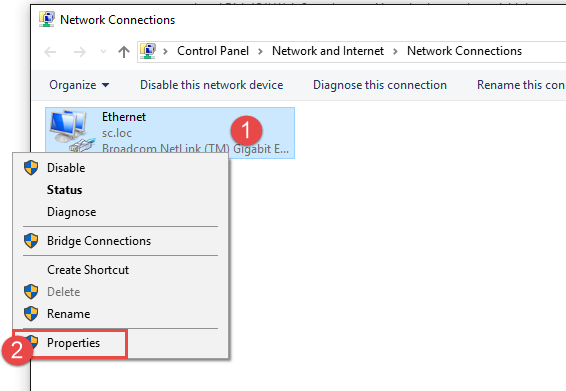 Network Connections
Control Panel > Network and Internet > Network Connections
Organize Disable this network device Diagnose this connection Rename this con
Ethernet
sc.loc
1
Broadcom NetLink (TM) Gigabit E...
Disable
Status
Diagnose
Bridge Connections
Create Shortcut
Delete
Rename
2 Properties